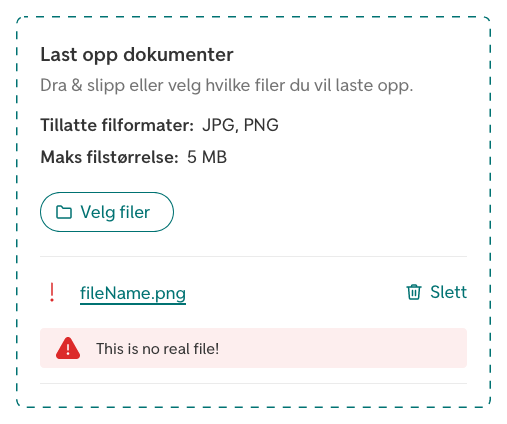 Last opp dokumenter
Dra & slipp eller velg hvilke filer du vil laste opp.
Tillatte filformater: JPG, PNG
Maks filstørrelse: 5 MB
Velg filer
fileName.png Slett
This is no real file!